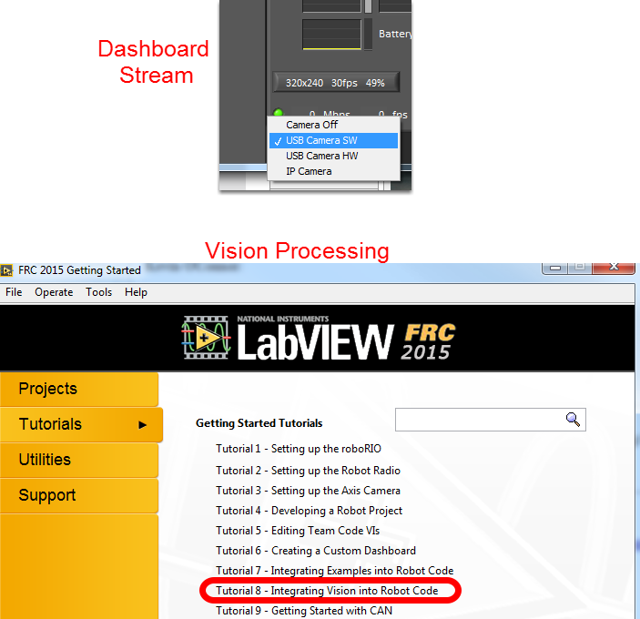 Dashboard
Stream
Battery
320x240 30fps 49%
0 Mbps 0 fps
Camera Off
✓ USB Camera SW
USB Camera HW
IP Camera
Vision Processing
FRC 2015 Getting Started
File Operate Tools Help
NATIONAL INSTRUMENTS
LabVIEW FRC
2015
Projects
Tutorials
Utilities
Support
Getting Started Tutorials
Tutorial 1 - Setting up the roboRIO
Tutorial 2 - Setting up the Robot Radio
Tutorial 3 - Setting up the Axis Camera
Tutorial 4 - Developing a Robot Project
Tutorial 5 - Editing Team Code VIs
Tutorial 6 - Creating a Custom Dashboard
Tutorial 7 - Integrating Examples into Robot Code
Tutorial 8 - Integrating Vision into Robot Code
Tutorial 9 - Getting Started with CAN